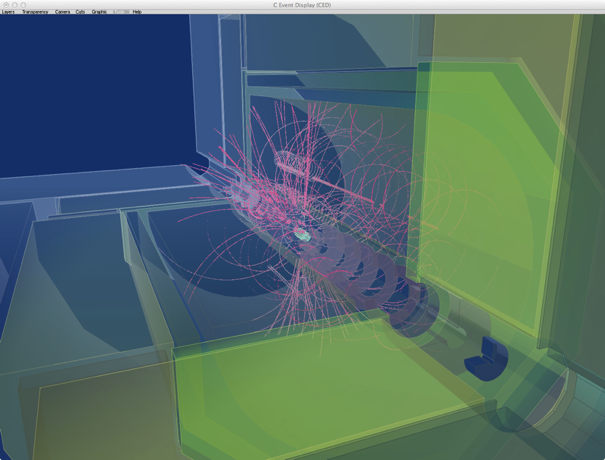 C Event Display (CED)
Layers Transparency Camera Cuts Graphic Help